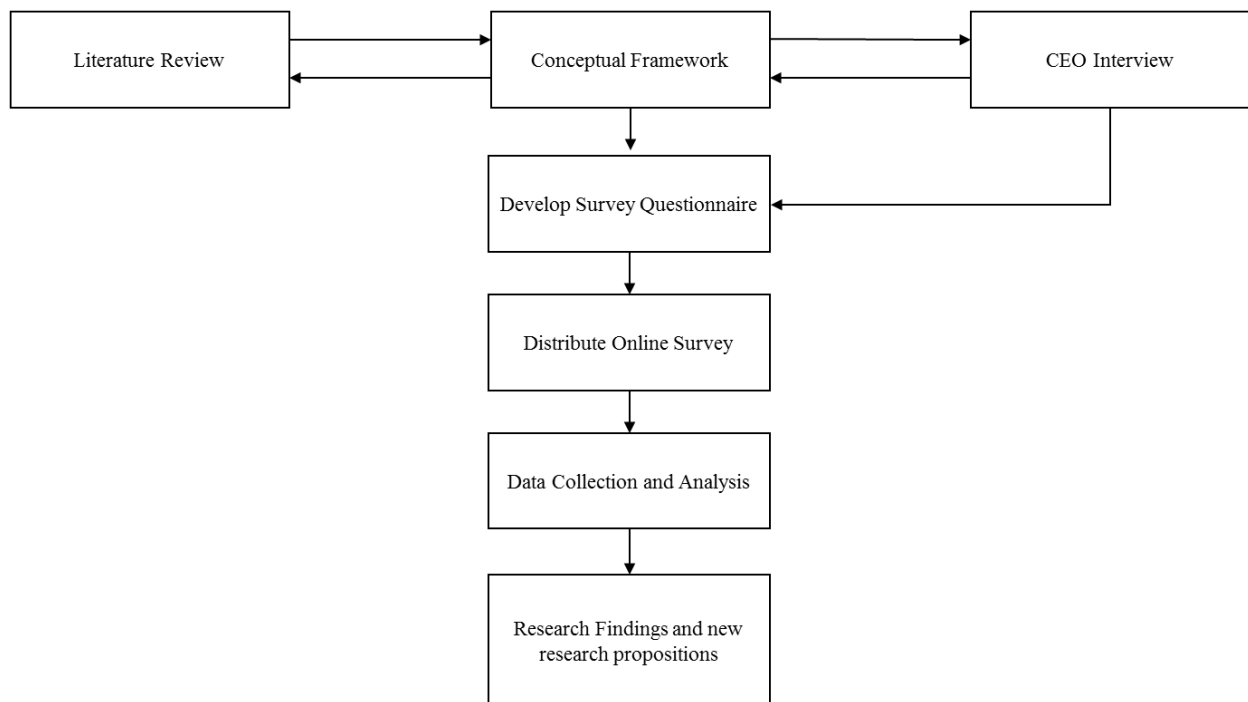 Literature Review
Conceptual Framework
CEO Interview
Develop Survey Questionnaire
Distribute Online Survey
Data Collection and Analysis
Research Findings and new
research propositions